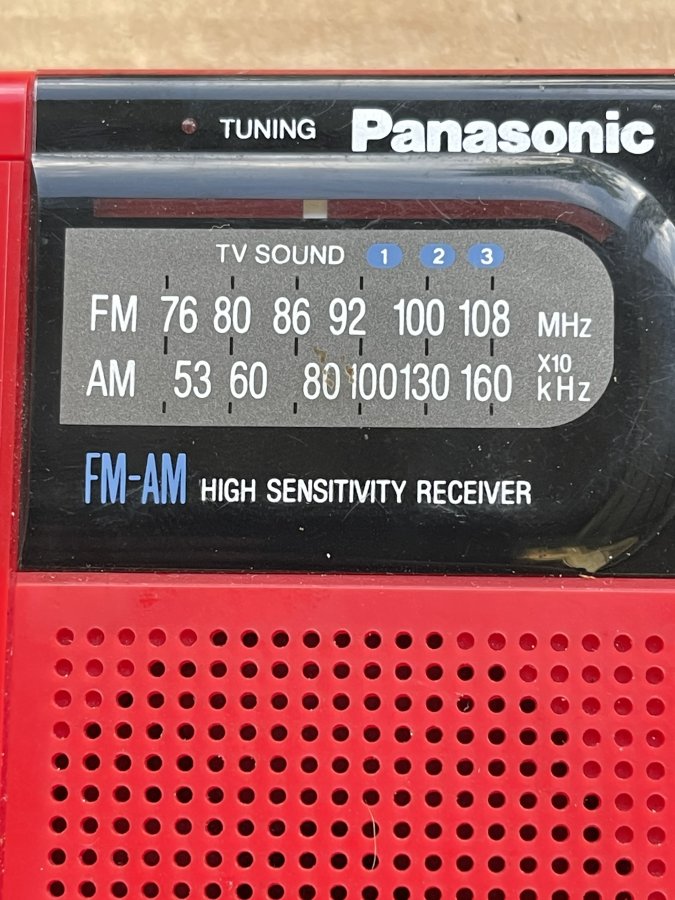 TUNING Panasonic
TV SOUND 1 2 3
FM 76 80 86 92 100 108 MHz
AM 53 60 80 100 130 160 X10 kHz
FM-AM HIGH SENSITIVITY RECEIVER